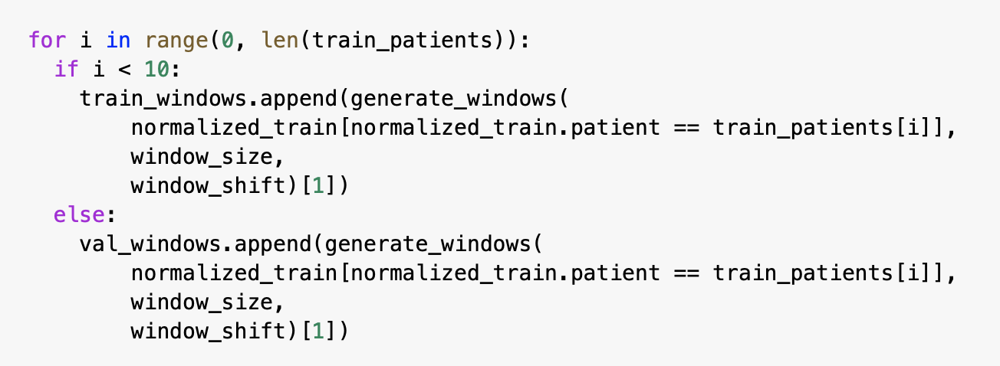 for i in range(0, len(train_patients)):
  if i < 10:
    train_windows.append(generate_windows(
        normalized_train[normalized_train.patient == train_patients[i]],
        window_size,
        window_shift)[1])
  else:
    val_windows.append(generate_windows(
        normalized_train[normalized_train.patient == train_patients[i]],
        window_size,
        window_shift)[1])